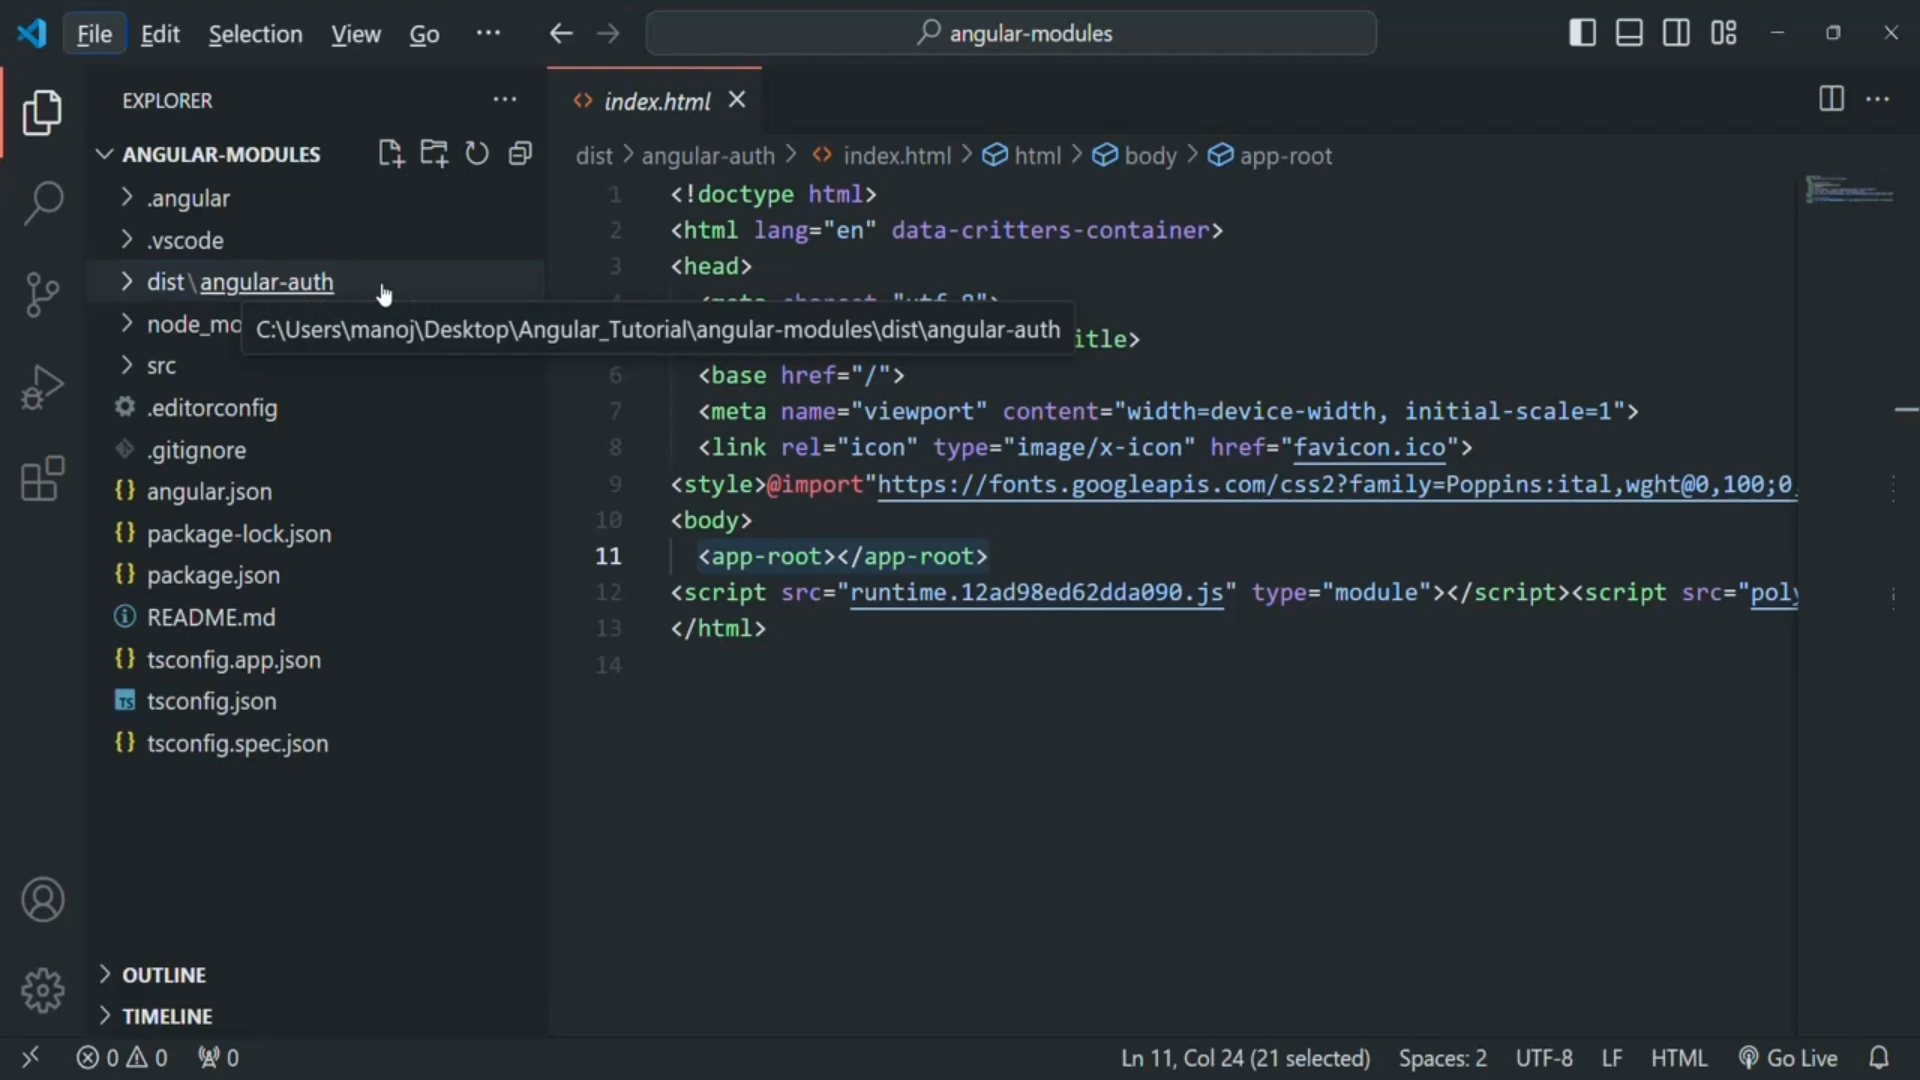 File Edit Selection View Go ··· angular-modules
EXPLORER
ANGULAR-MODULES
.angular
.vscode
dist\angular-auth
node_mo
src
.editorconfig
.gitignore
angular.json
package-lock.json
package.json
README.md
tsconfig.app.json
TS tsconfig.json
tsconfig.spec.json
OUTLINE
TIMELINE
C:\Users\manoj\Desktop\Angular_Tutorial\angular-modules\dist\angular-auth
index.html
dist > angular-auth > index.html > html > body > app-root
1 <!doctype html>
2 <html lang="en" data-critters-container>
3 <head>
<meta charset="utf-8">
itle>
6 <base href="/">
7 <meta name="viewport" content="width=device-width, initial-scale=1">
8 <link rel="icon" type="image/x-icon" href="favicon.ico">
9 <style>@import"https://fonts.googleapis.com/css2?family=Poppins:ital,wght@0,100;0
10 <body>
11 <app-root></app-root>
12 <script src="runtime.12ad98ed62dda090.js" type="module"></script><script src="poly
13 </html>
14
0 0 0 Ln 11, Col 24 (21 selected) Spaces: 2 UTF-8 LF HTML Go Live